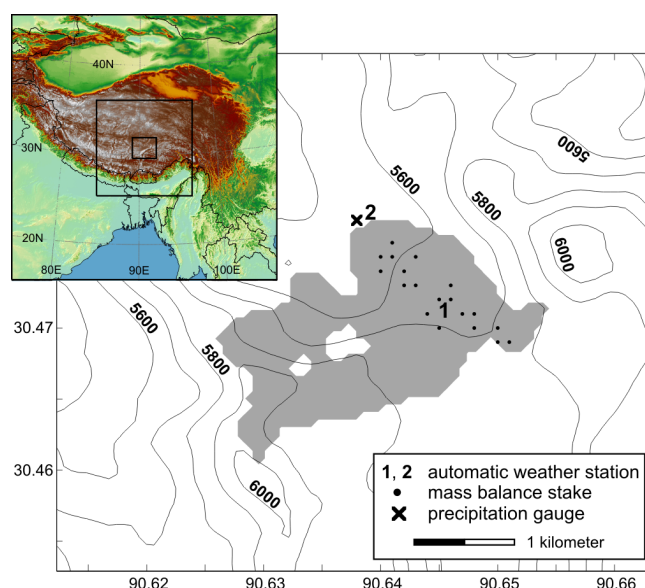 40N
30N
20N
80E
90E
100E
5600
5600
5800
2
6000
1
30.47
5600
5800
30.46
6000
1, 2 automatic weather station
mass balance stake
precipitation gauge
1 kilometer
90.62
90.63
90.64
90.65
90.66